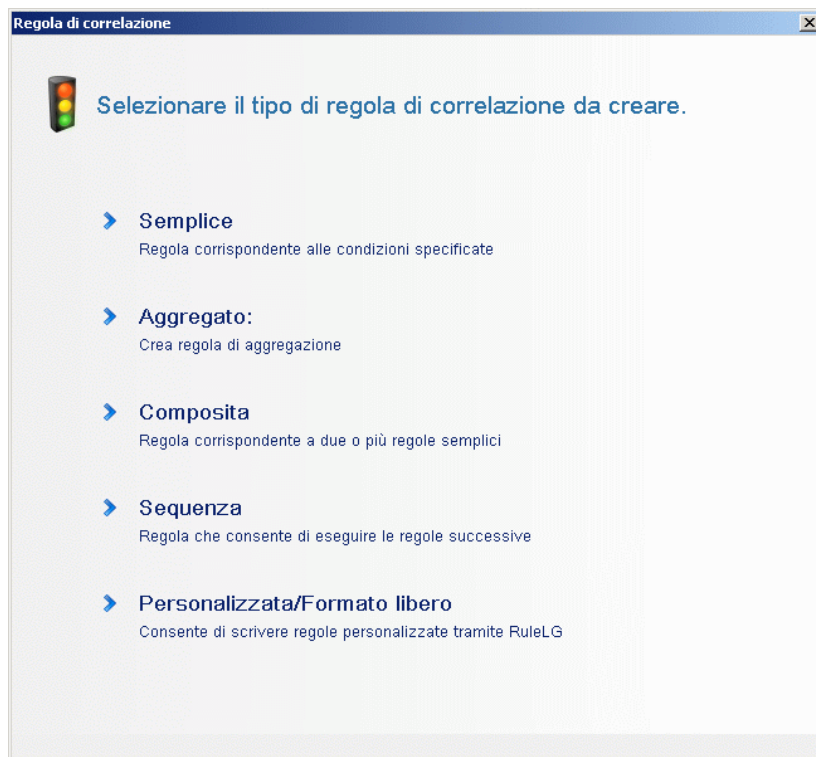 Regola di correlazione
Selezionare il tipo di regola di correlazione da creare.
Semplice
Regola corrispondente alle condizioni specificate
Aggregato:
Crea regola di aggregazione
Composita
Regola corrispondente a due o più regole semplici
Sequenza
Regola che consente di eseguire le regole successive
Personalizzata/Formato libero
Consente di scrivere regole personalizzate tramite RuleLG